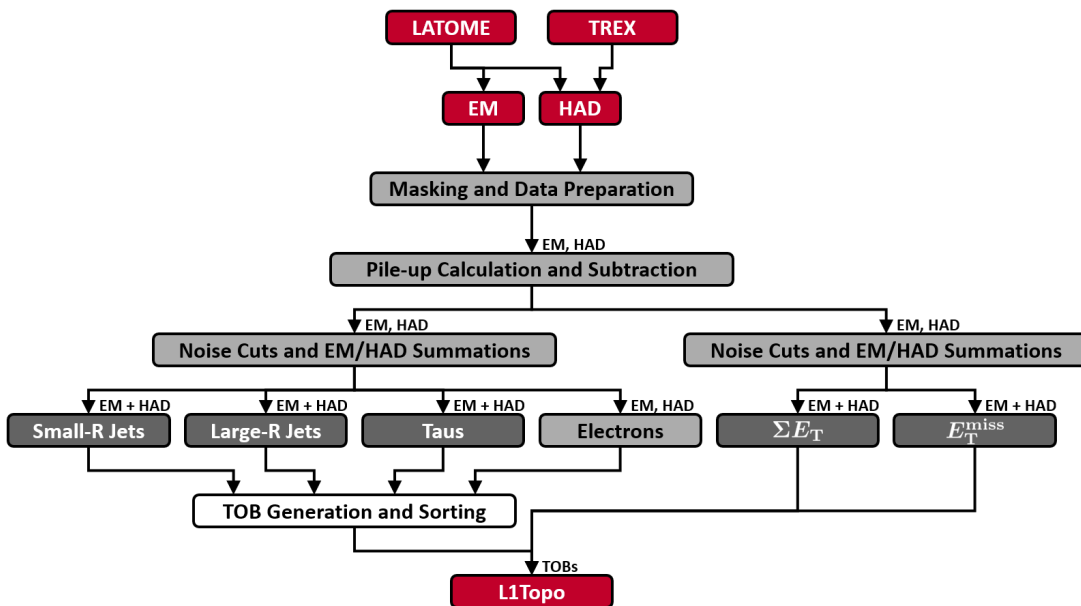 LATOME TREX
EM HAD
Masking and Data Preparation
EM, HAD
Pile-up Calculation and Subtraction
EM, HAD EM, HAD
Noise Cuts and EM/HAD Summations Noise Cuts and EM/HAD Summations
EM + HAD EM + HAD EM + HAD EM, HAD EM + HAD EM + HAD
Small-R Jets Large-R Jets Taus Electrons ΣE_T E_T^miss
TOB Generation and Sorting
TOBs
L1Topo